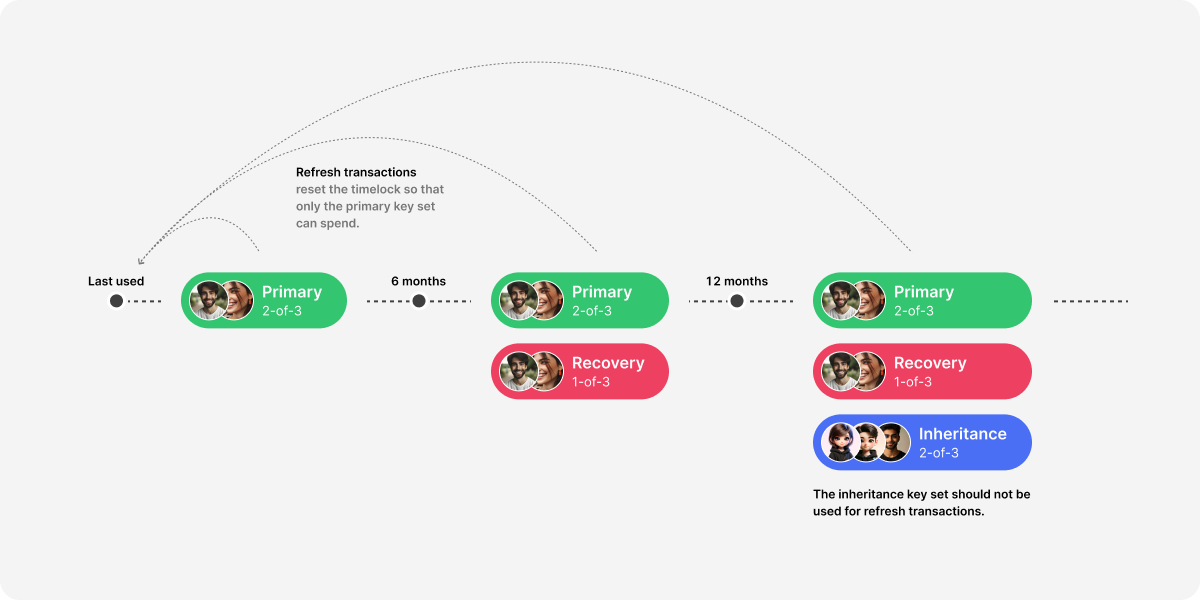 Refresh transactions
reset the timelock so that
only the primary key set
can spend.
Last used
Primary
2-of-3
6 months
Primary
2-of-3
Recovery
1-of-3
12 months
Primary
2-of-3
Recovery
1-of-3
Inheritance
2-of-3
The inheritance key set should not be
used for refresh transactions.